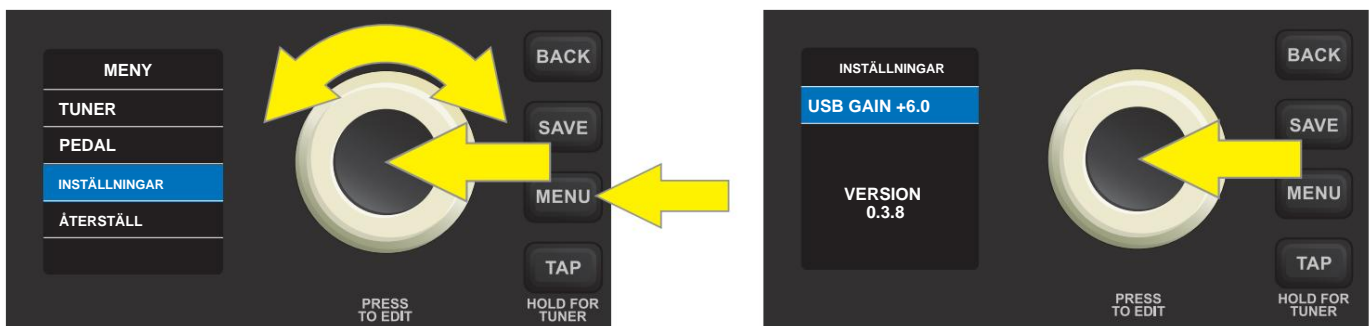 MENY
TUNER
PEDAL
INSTÄLLNINGAR
ÅTERSTÄLL
BACK
SAVE
MENU
TAP
PRESS
TO EDIT
HOLD FOR
TUNER
INSTÄLLNINGAR
USB GAIN +6.0
VERSION
0.3.8
BACK
SAVE
MENU
TAP
PRESS
TO EDIT
HOLD FOR
TUNER